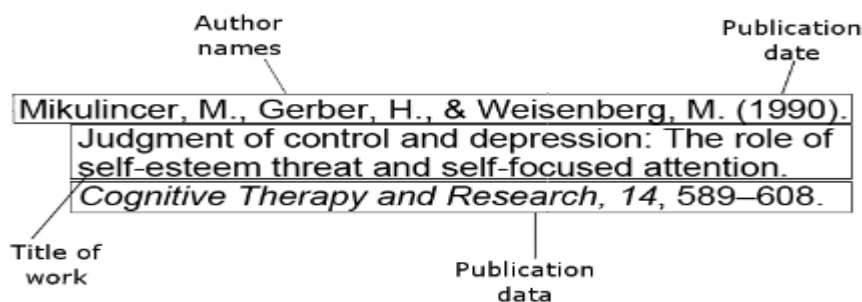 Author
names
Publication
date
Mikulincer, M., Gerber, H., & Weisenberg, M. (1990).
Judgment of control and depression: The role of
self-esteem threat and self-focused attention.
Cognitive Therapy and Research, 14, 589–608.
Title of
work
Publication
data